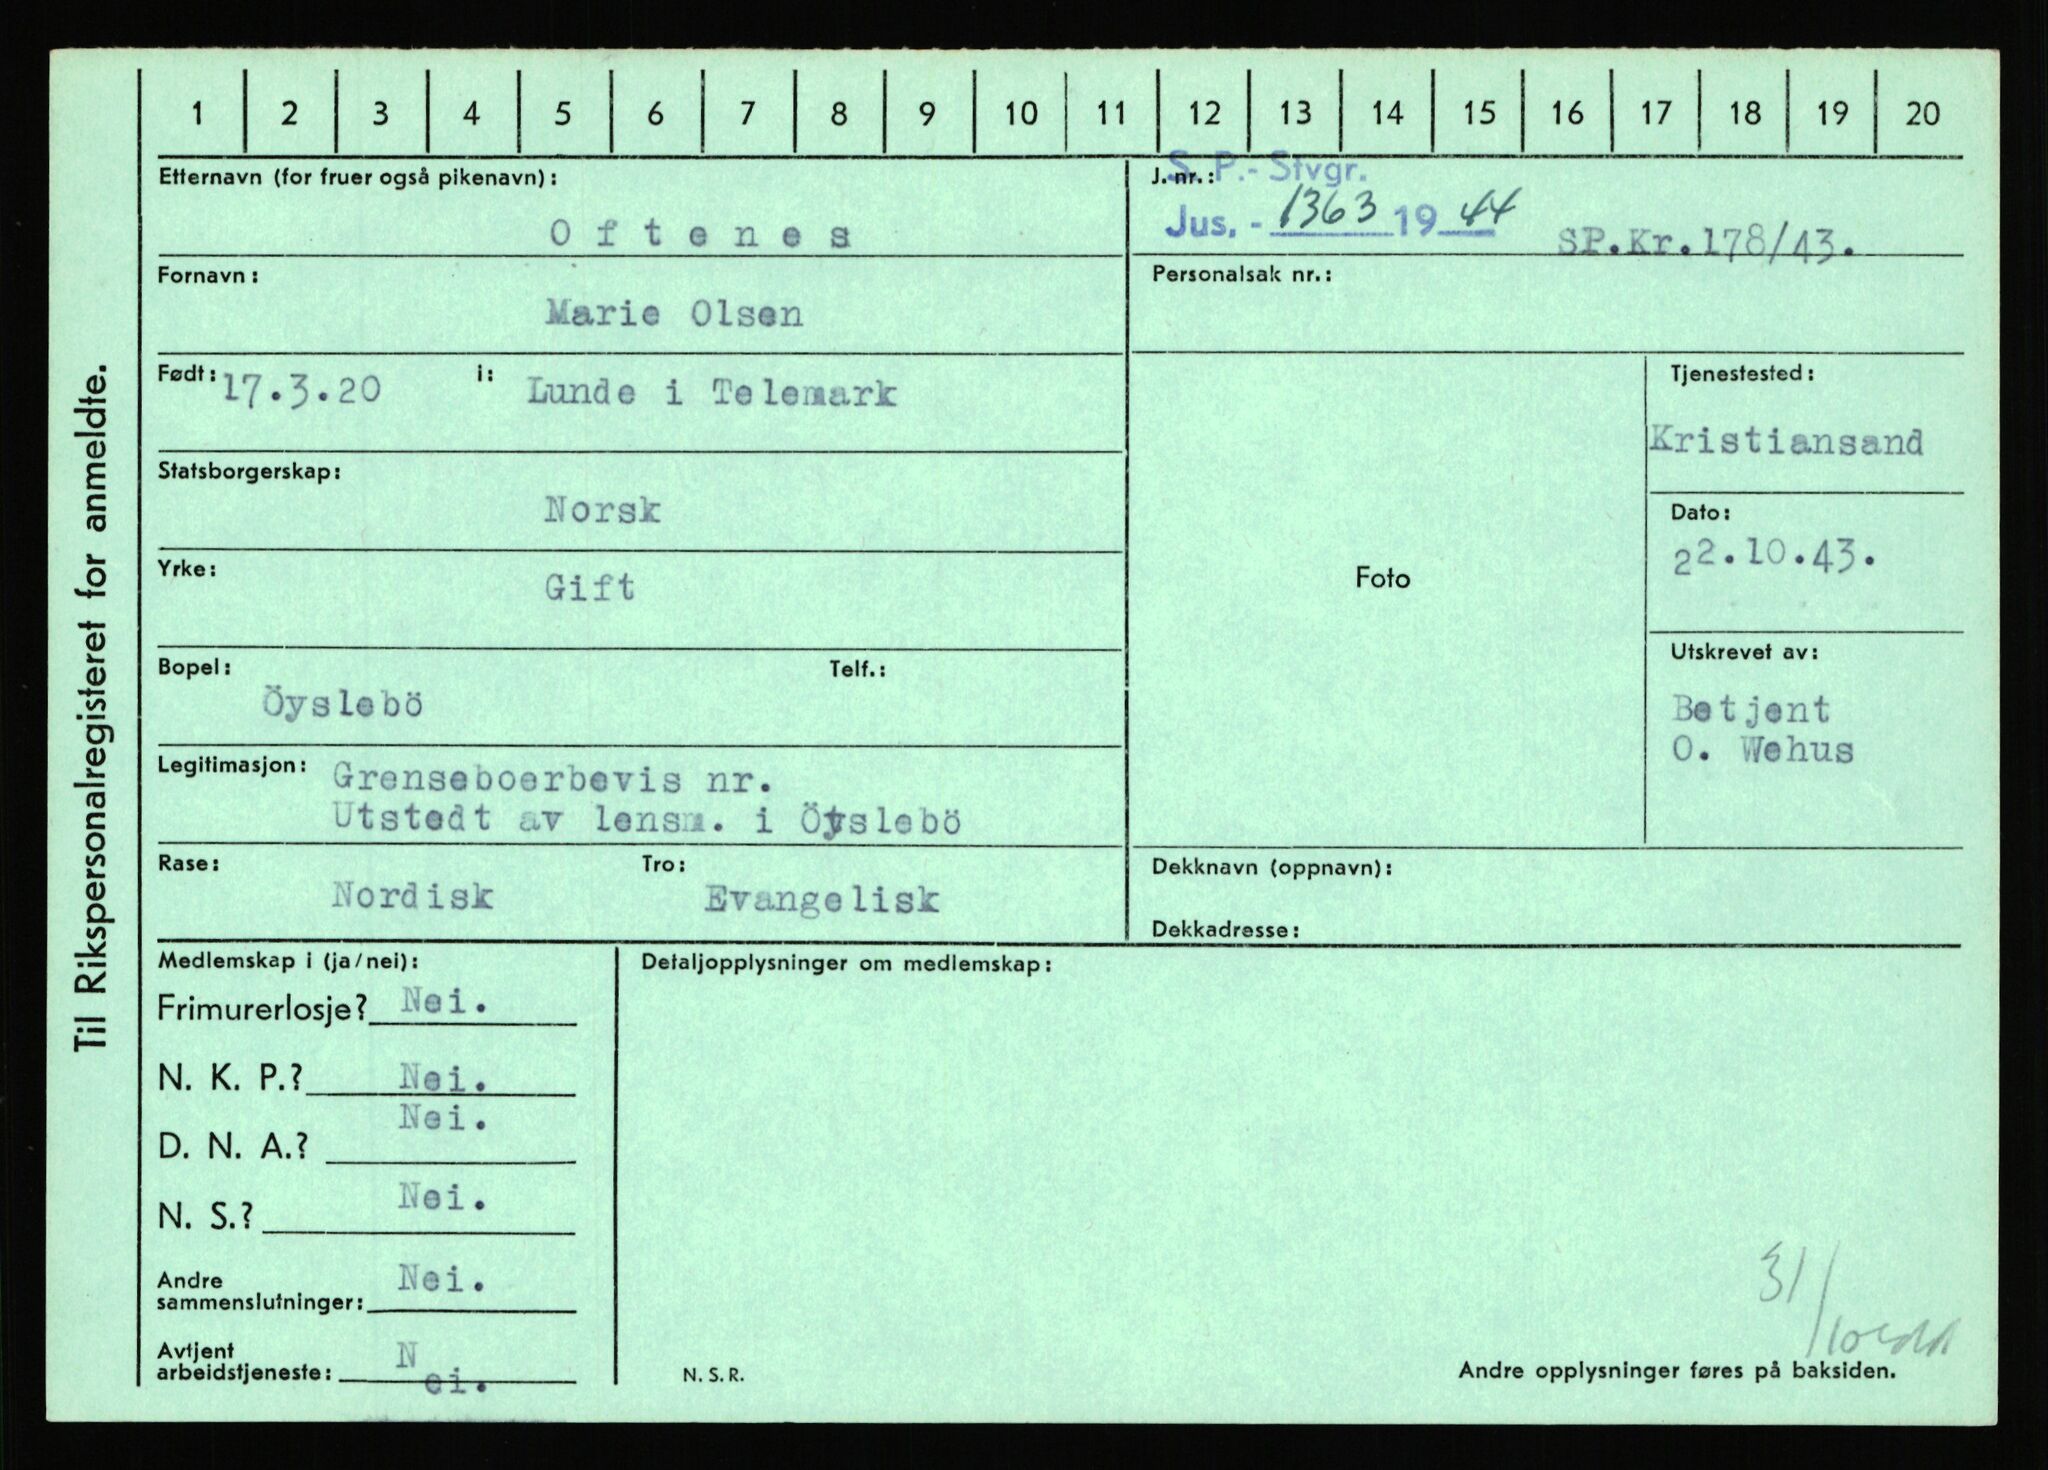 Til Rikspersonalregisteret for anmeldte.
1 2 3 4 5 6 7 8 9 10 11 12 13 14 15 16 17 18 19 20
Etternavn (for fruer også pikenavn):
Oftenes
J. nr.:
S. P.- Stvgr.
Jus. - 1363 1944
SP.Kr.178/43.
Fornavn:
Marie Olsen
Personalsak nr.:
Født: 17.3.20 i: Lunde i Telemark
Statsborgerskap:
Norsk
Yrke:
Gift
Bopel: Telf.:
Öyslebö
Legitimasjon: Grenseboerbevis nr.
Utstedt av lensm. i Öyslebö
Rase: Nordisk Tro: Evangelisk
Foto
Tjenestested:
Kristiansand
Dato:
22.10.43.
Utskrevet av:
Betjent
O. Wehus
Dekknavn (oppnavn):
Dekkadresse:
Medlemskap i (ja/nei):
Frimurerlosje? Nei.
N. K. P.? Nei.
D. N. A.? Nei.
N. S.? Nei.
Andre
sammenslutninger: Nei.
Avtjent
arbeidstjeneste: Nei.
Detaljopplysninger om medlemskap:
31/10
N. S. R.
Andre opplysninger føres på baksiden.